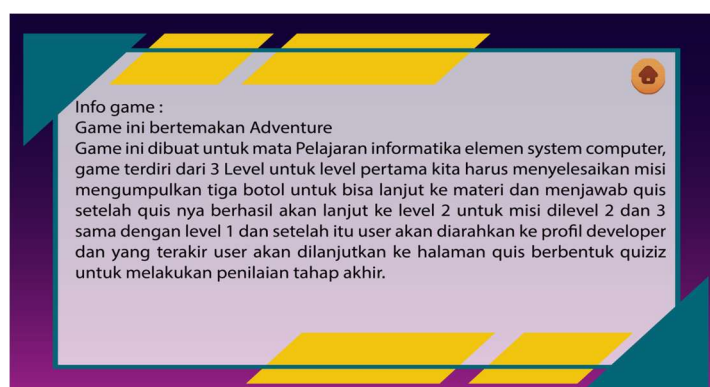 Info game :
Game ini bertemakan Adventure
Game ini dibuat untuk mata Pelajaran informatika elemen system computer,
game terdiri dari 3 Level untuk level pertama kita harus menyelesaikan misi
mengumpulkan tiga botol untuk bisa lanjut ke materi dan menjawab quis
setelah quis nya berhasil akan lanjut ke level 2 untuk misi dilevel 2 dan 3
sama dengan level 1 dan setelah itu user akan diarahkan ke profil developer
dan yang terakir user akan dilanjutkan ke halaman quis berbentuk quiziz
untuk melakukan penilaian tahap akhir.